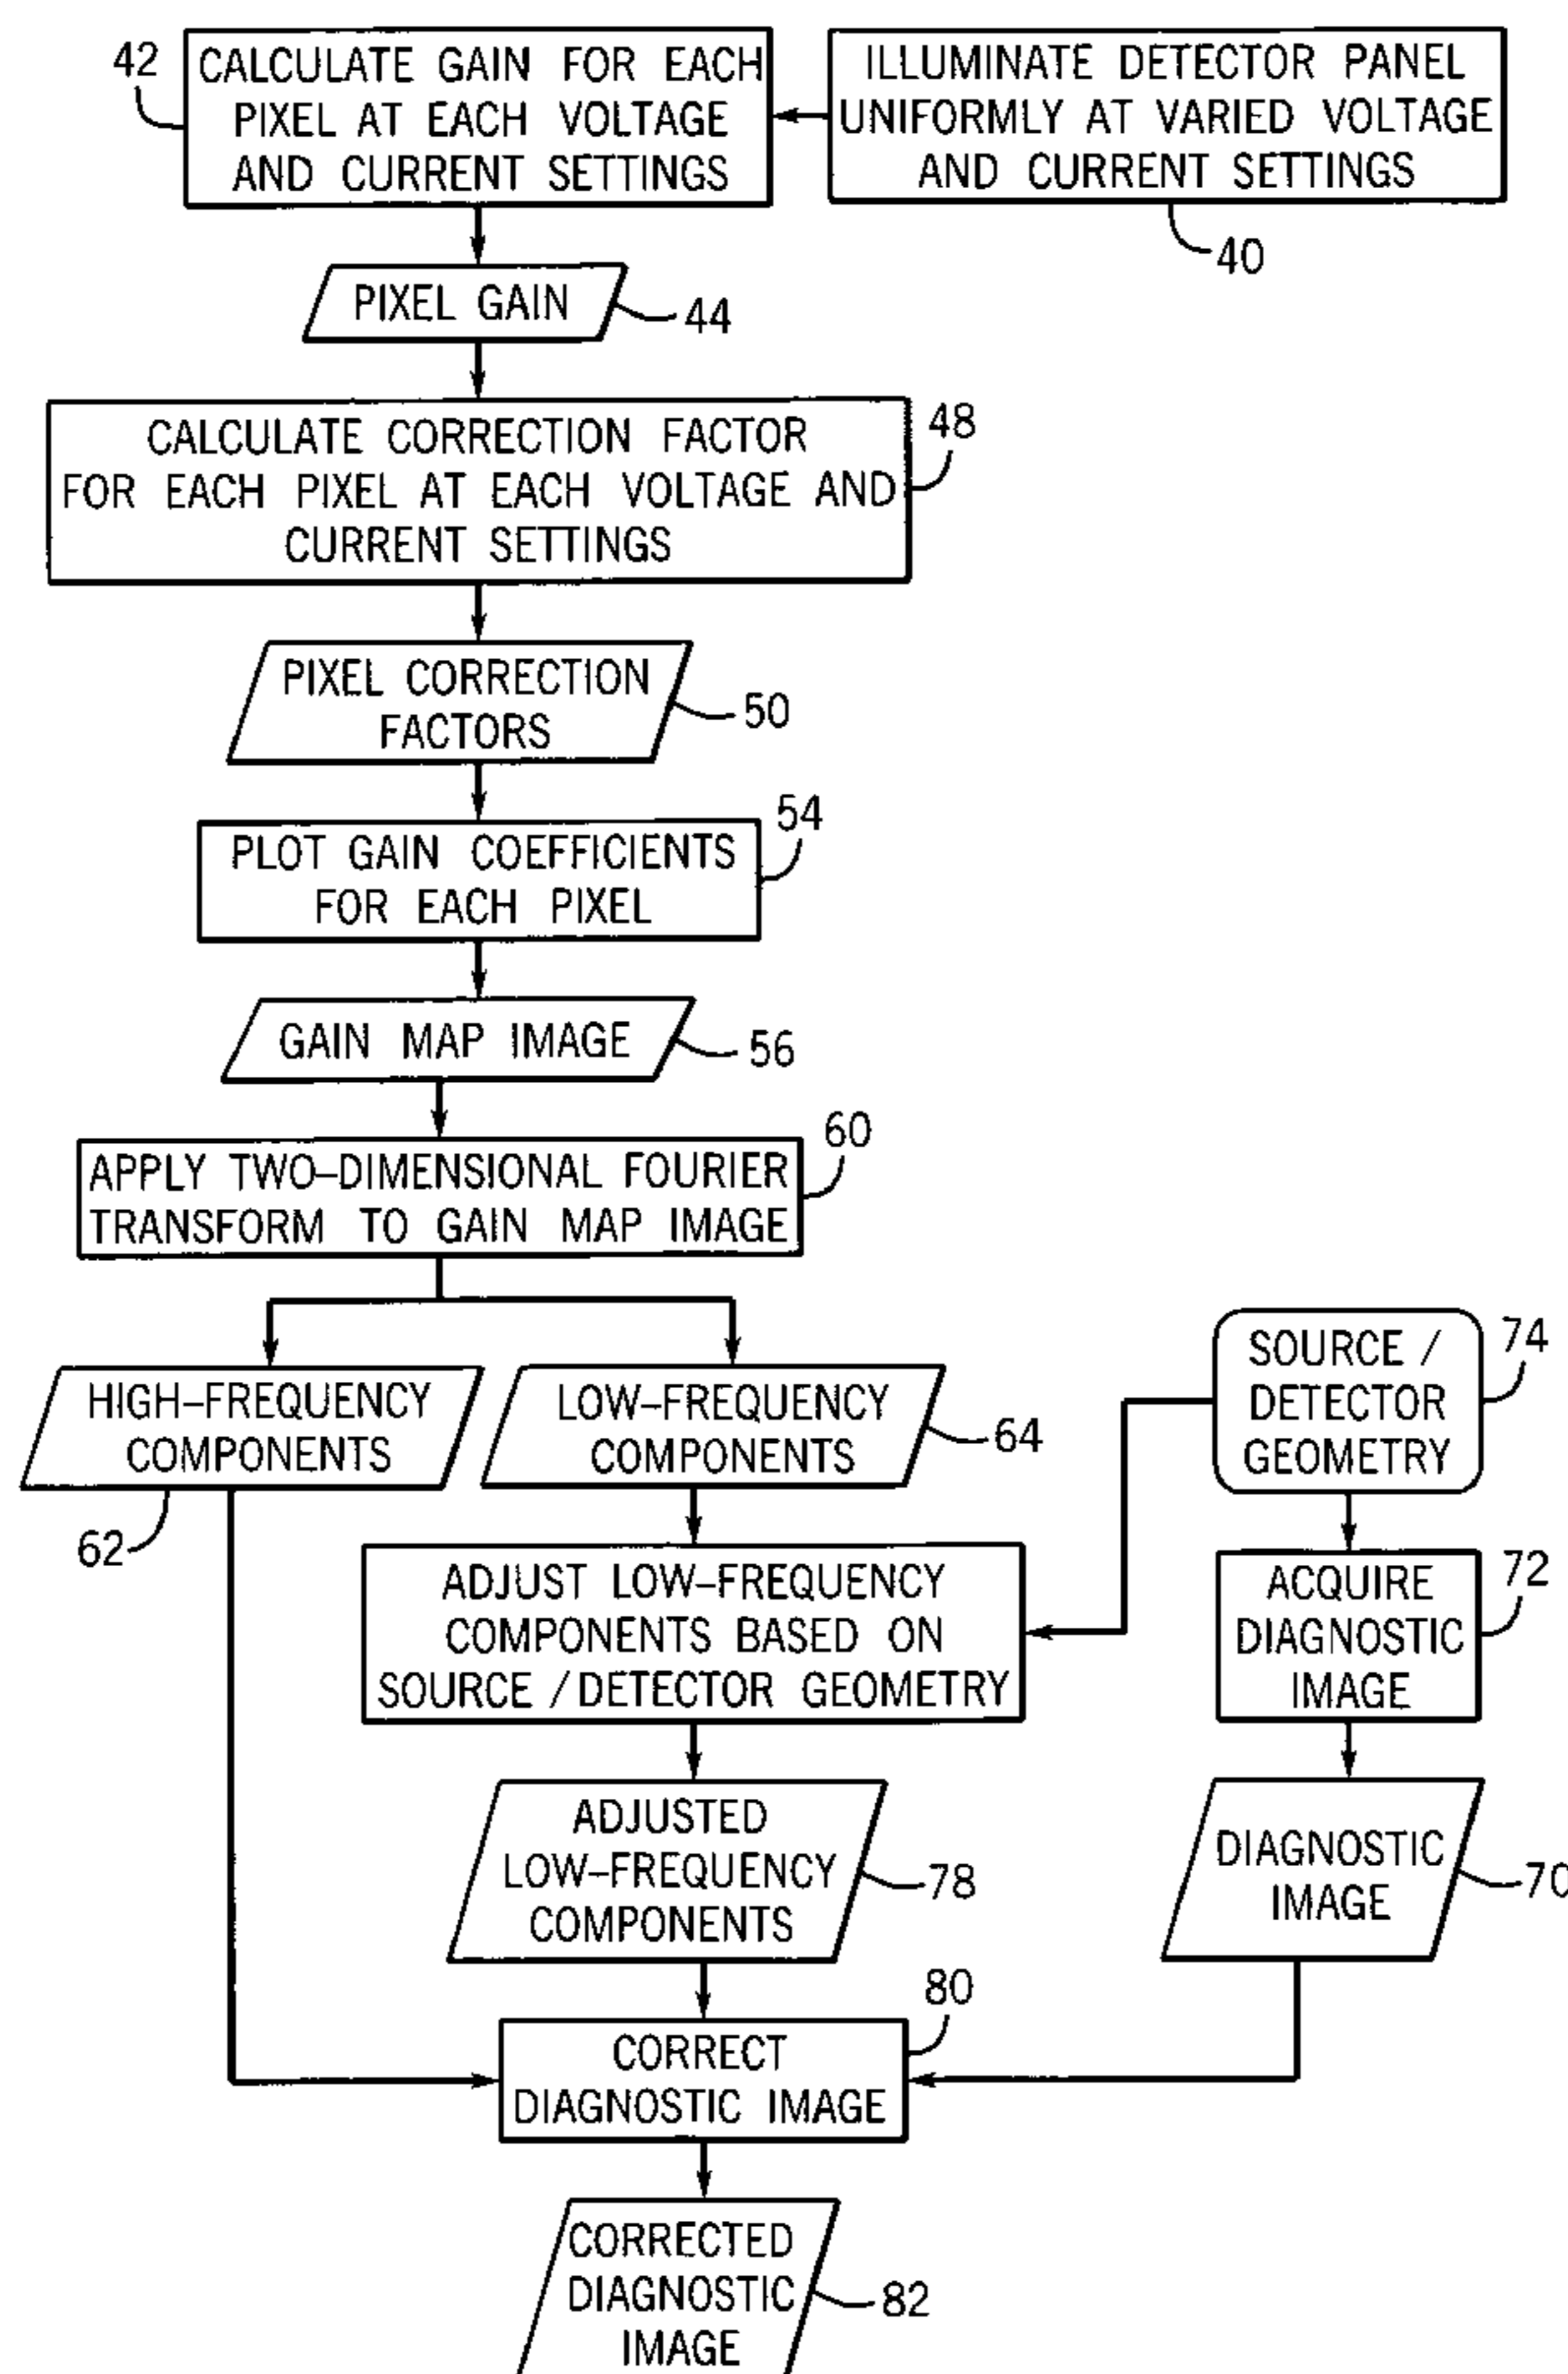 42
CALCULATE GAIN FOR EACH
PIXEL AT EACH VOLTAGE
AND CURRENT SETTINGS
ILLUMINATE DETECTOR PANEL
UNIFORMLY AT VARIED VOLTAGE
AND CURRENT SETTINGS
40
PIXEL GAIN
44
CALCULATE CORRECTION FACTOR
FOR EACH PIXEL AT EACH VOLTAGE AND
CURRENT SETTINGS
48
PIXEL CORRECTION
FACTORS
50
PLOT GAIN COEFFICIENTS
FOR EACH PIXEL
54
GAIN MAP IMAGE
56
APPLY TWO-DIMENSIONAL FOURIER
TRANSFORM TO GAIN MAP IMAGE
60
HIGH-FREQUENCY
COMPONENTS
62
LOW-FREQUENCY
COMPONENTS
64
SOURCE /
DETECTOR
GEOMETRY
74
ADJUST LOW-FREQUENCY
COMPONENTS BASED ON
SOURCE / DETECTOR GEOMETRY
ACQUIRE
DIAGNOSTIC
IMAGE
72
ADJUSTED
LOW-FREQUENCY
COMPONENTS
78
DIAGNOSTIC
IMAGE
70
CORRECT
DIAGNOSTIC IMAGE
80
CORRECTED
DIAGNOSTIC
IMAGE
82